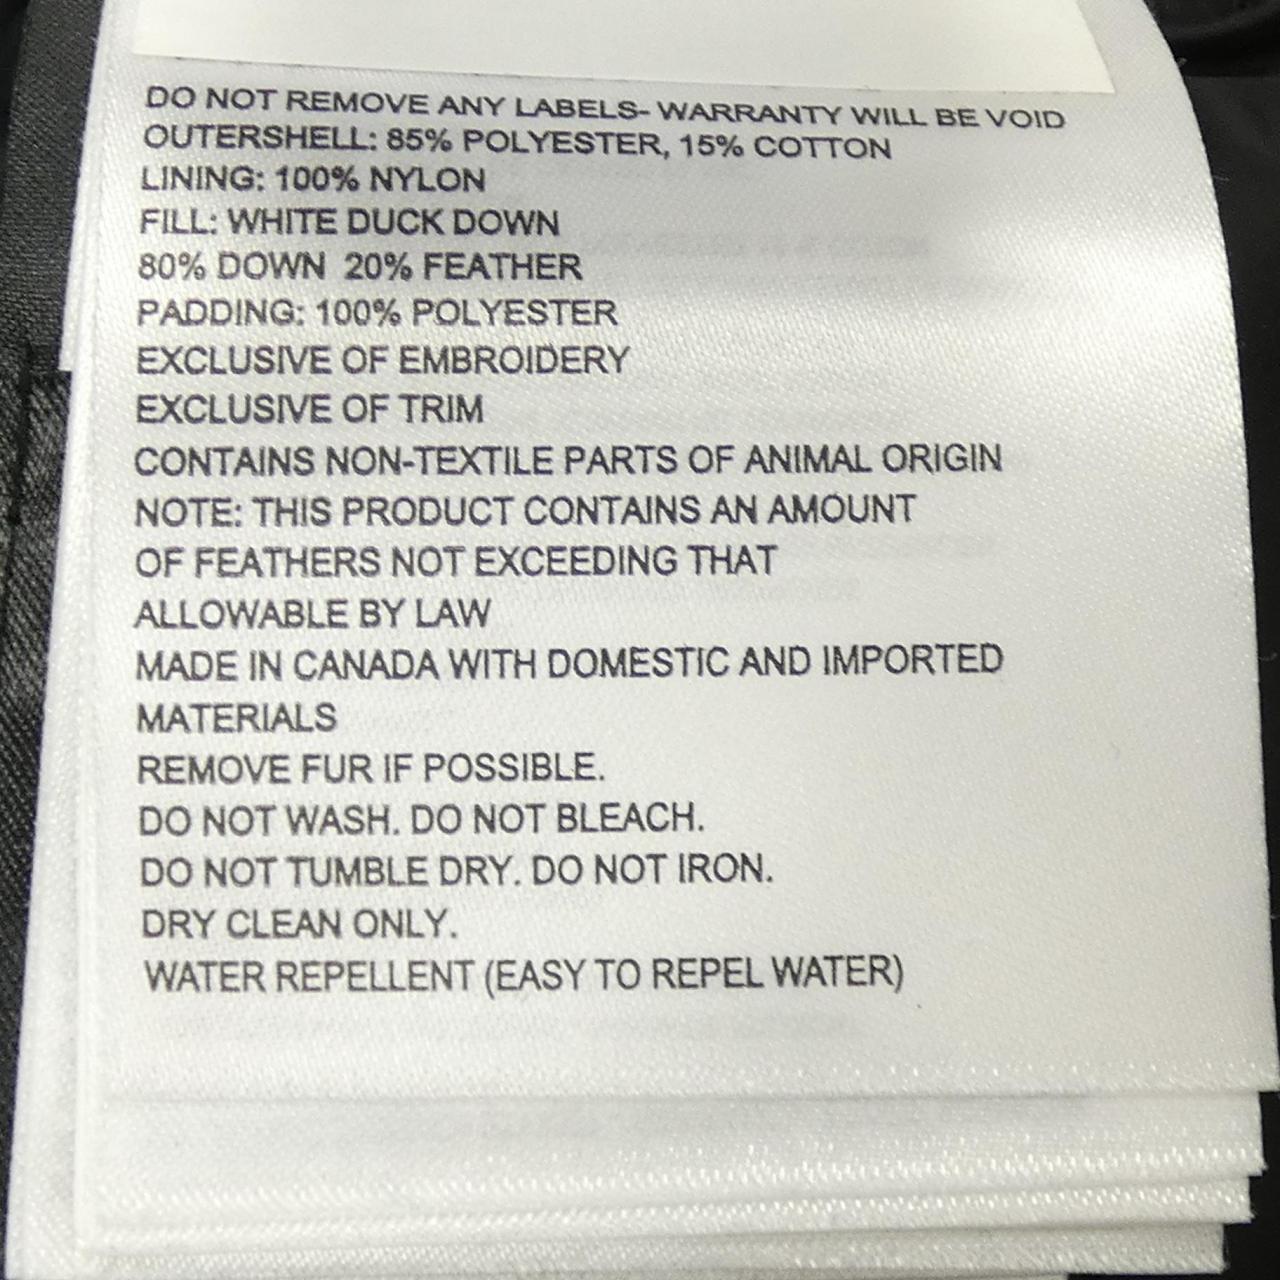 DO NOT REMOVE ANY LABELS- WARRANTY WILL BE VOID
OUTERSHELL: 85% POLYESTER, 15% COTTON
LINING: 100% NYLON
FILL: WHITE DUCK DOWN
80% DOWN 20% FEATHER
PADDING: 100% POLYESTER
EXCLUSIVE OF EMBROIDERY
EXCLUSIVE OF TRIM
CONTAINS NON-TEXTILE PARTS OF ANIMAL ORIGIN
NOTE: THIS PRODUCT CONTAINS AN AMOUNT
OF FEATHERS NOT EXCEEDING THAT
ALLOWABLE BY LAW
MADE IN CANADA WITH DOMESTIC AND IMPORTED
MATERIALS
REMOVE FUR IF POSSIBLE.
DO NOT WASH. DO NOT BLEACH.
DO NOT TUMBLE DRY. DO NOT IRON.
DRY CLEAN ONLY.
WATER REPELLENT (EASY TO REPEL WATER)